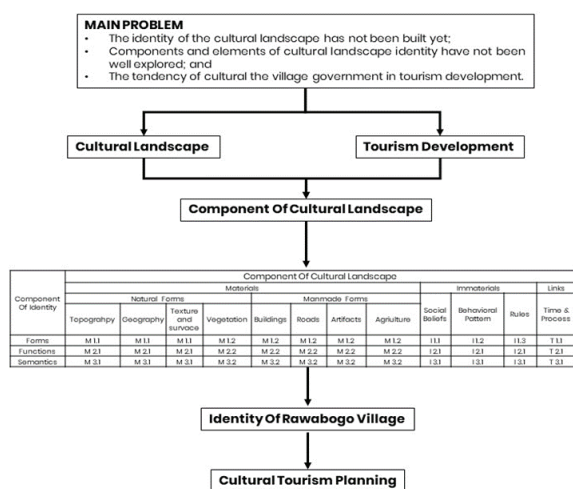 MAIN PROBLEM
• The identity of the cultural landscape has not been built yet;
• Components and elements of cultural landscape identity have not been
well explored; and
• The tendency of cultural the village government in tourism development.
Cultural Landscape
Tourism Development
Component Of Cultural Landscape
Component Of Identity
Component Of Cultural Landscape
Materials
Immaterials
Links
Natural Forms
Manmade Forms
Topograhpy
Geography
Texture and survace
Vegetation
Buildings
Roads
Artifacts
Agriulture
Social Beliefs
Behavioral Pattern
Rules
Time & Process
Forms M 1.1 M 1.1 M 1.1 M 1.2 M 1.2 M 1.2 M 1.2 M 1.2 I 1.1 I 1.2 I 1.3 T 1.1
Functions M 2.1 M 2.1 M 2.1 M 2.2 M 2.2 M 2.2 M 2.2 M 2.2 I 2.1 I 2.1 I 2.1 T 2.1
Semantics M 3.1 M 3.1 M 3.1 M 3.2 M 3.2 M 3.2 M 3.2 M 3.2 I 3.1 I 3.1 I 3.1 T 3.1
Identity Of Rawabogo Village
Cultural Tourism Planning